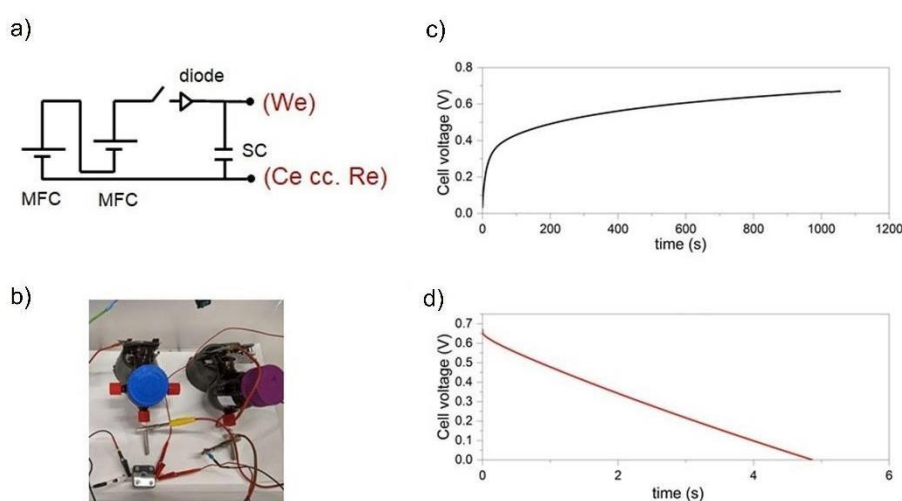 a)
diode
(We)
SC
(Ce cc. Re)
MFC
MFC
b)
c)
0.8
0.6
0.4
0.2
0.0
Cell voltage (V)
0
200
400
600
800
1000
1200
time (s)
d)
0.7
0.6
0.5
0.4
0.3
0.2
0.1
0.0
Cell voltage (V)
0
2
4
6
time (s)